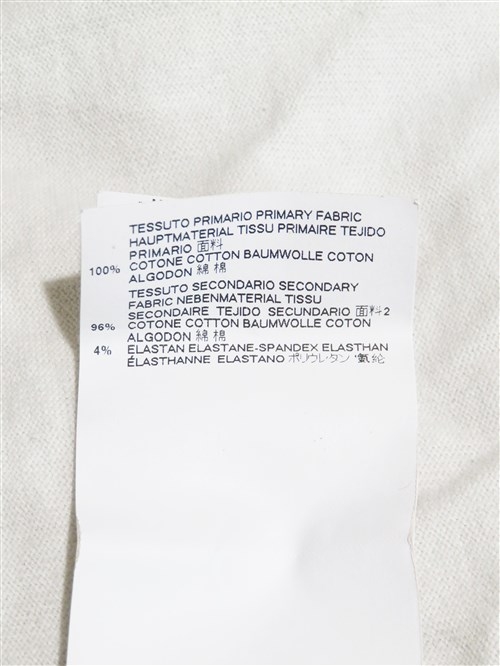 TESSUTO PRIMARIO PRIMARY FABRIC
HAUPTMATERIAL TISSU PRIMAIRE TEJIDO
PRIMARIO 面料
100% COTONE COTTON BAUMWOLLE COTON
ALGODON 綿 棉
TESSUTO SECONDARIO SECONDARY
FABRIC NEBENMATERIAL TISSU
SECONDAIRE TEJIDO SECUNDARIO 面料2
96% COTONE COTTON BAUMWOLLE COTON
ALGODON 綿 棉
4% ELASTAN ELASTANE-SPANDEX ELASTHAN
ÉLASTHANNE ELASTANO ポリウレタン